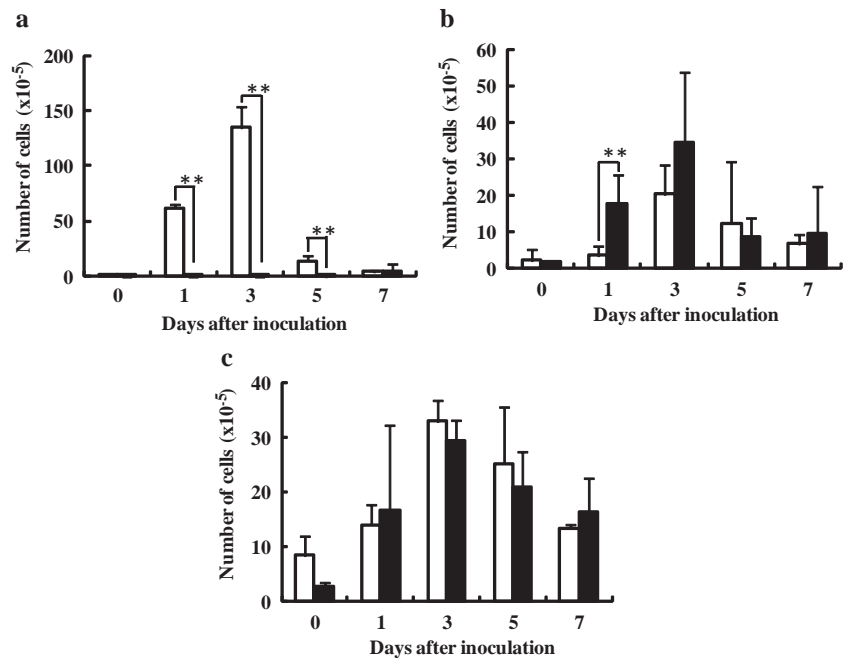 a
Number of cells (x10-5)
200
150
100
50
0
**
**
**
0 1 3 5 7
Days after inoculation
b
Number of cells (x10-5)
60
50
40
30
20
10
0
**
0 1 3 5 7
Days after inoculation
c
Number of cells (x10-5)
40
30
20
10
0
0 1 3 5 7
Days after inoculation